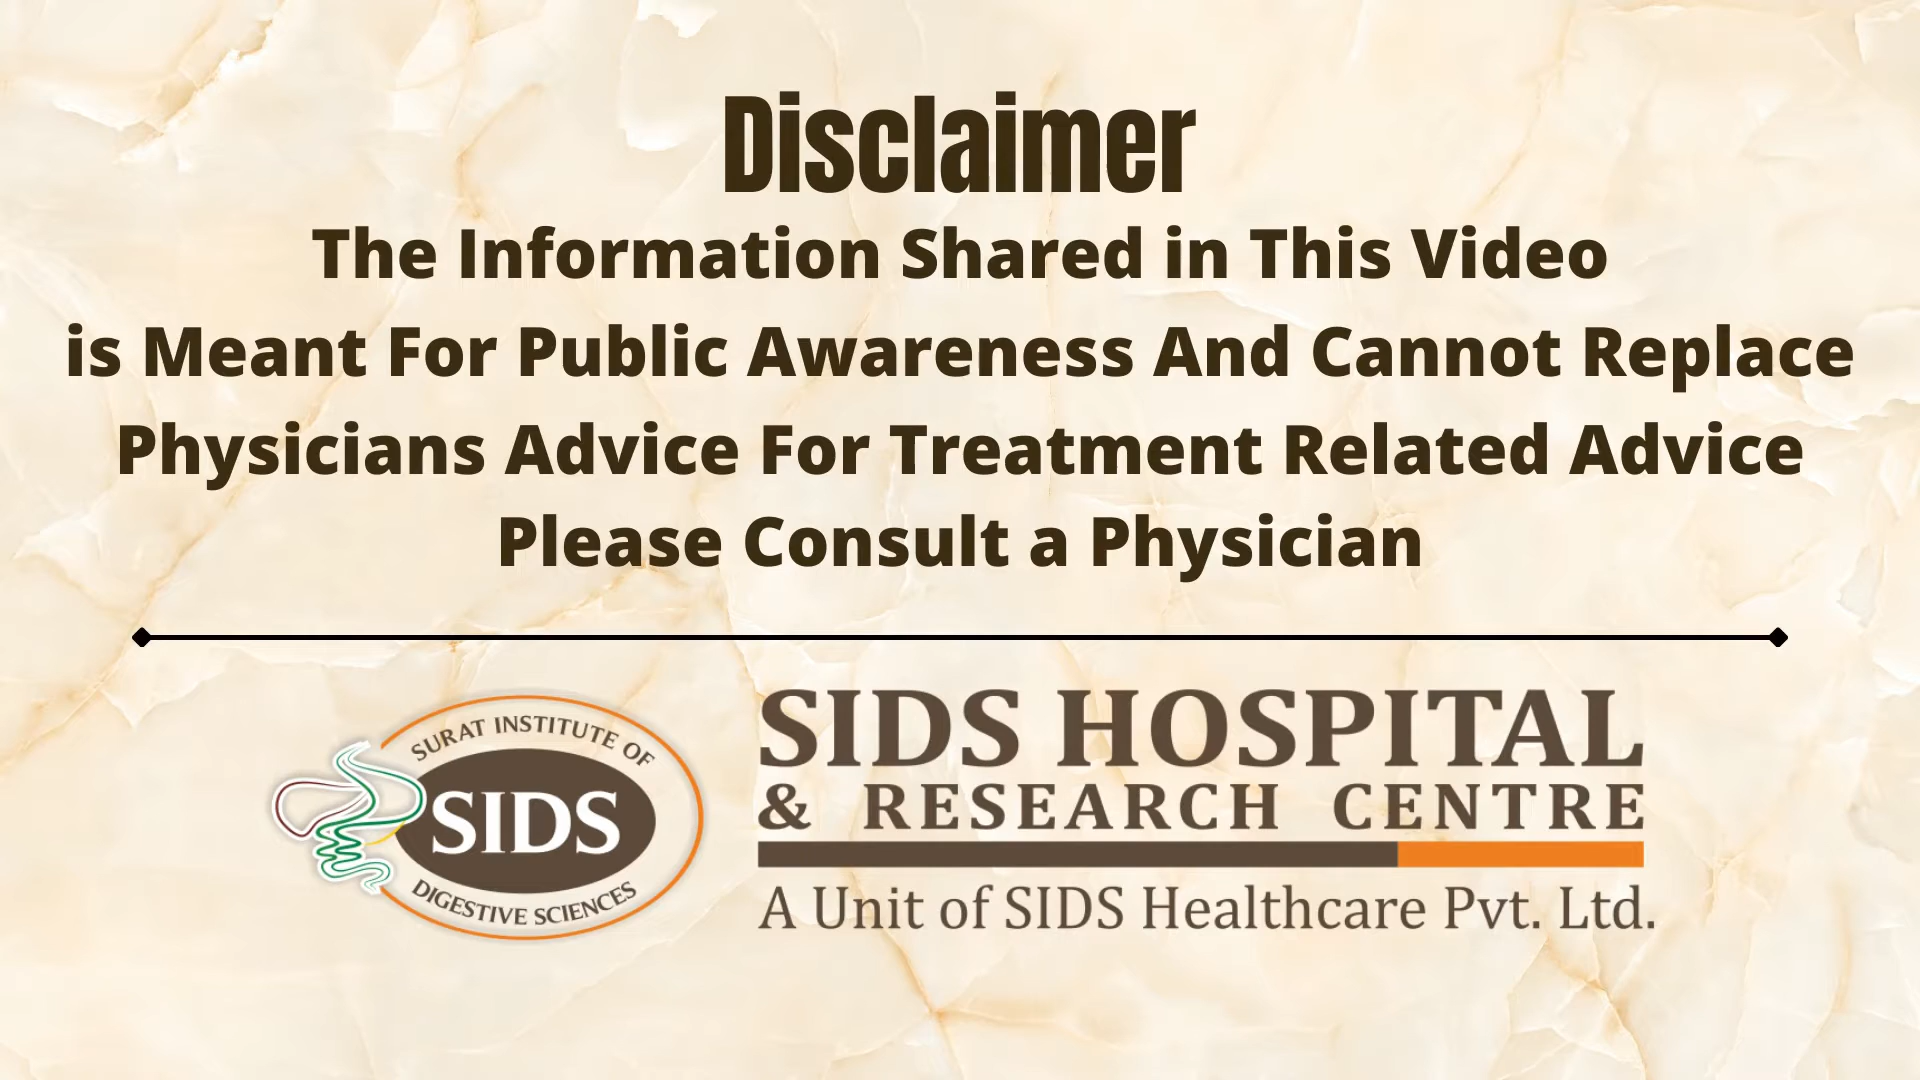 Disclaimer
The Information Shared in This Video
is Meant For Public Awareness And Cannot Replace
Physicians Advice For Treatment Related Advice
Please Consult a Physician
SURAT INSTITUTE OF
SIDS
DIGESTIVE SCIENCES
SIDS HOSPITAL
& RESEARCH CENTRE
A Unit of SIDS Healthcare Pvt. Ltd.